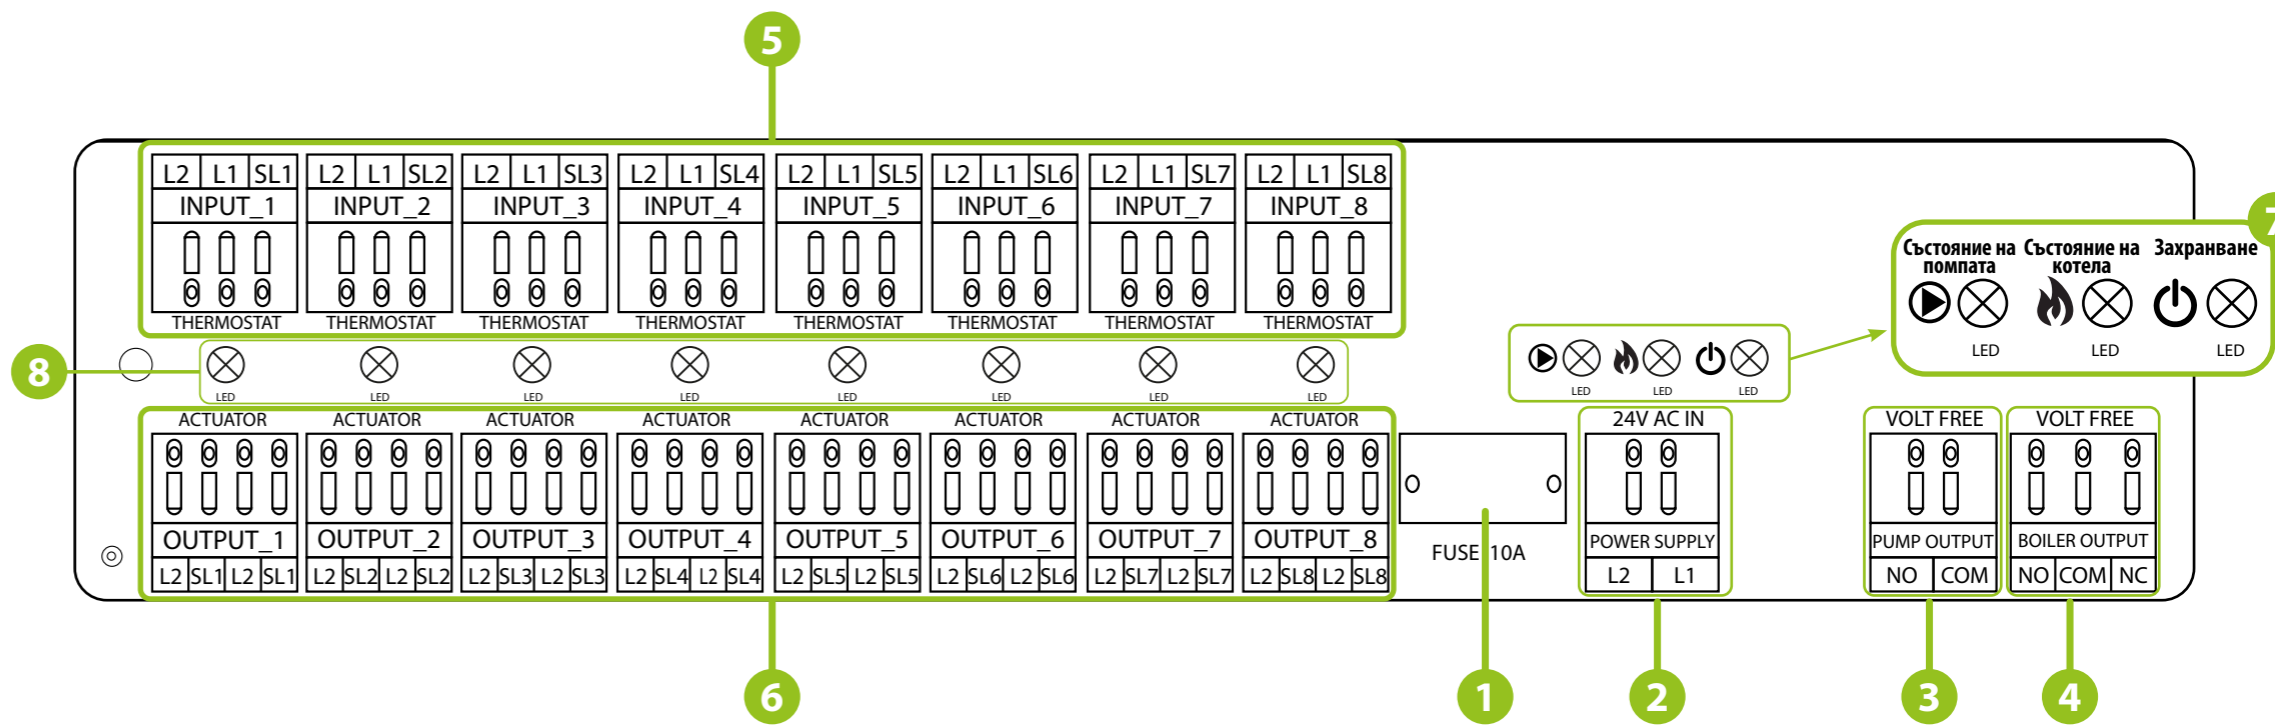 5
L2 L1 SL1 L2 L1 SL2 L2 L1 SL3 L2 L1 SL4 L2 L1 SL5 L2 L1 SL6 L2 L1 SL7 L2 L1 SL8
INPUT_1 INPUT_2 INPUT_3 INPUT_4 INPUT_5 INPUT_6 INPUT_7 INPUT_8
THERMOSTAT THERMOSTAT THERMOSTAT THERMOSTAT THERMOSTAT THERMOSTAT THERMOSTAT THERMOSTAT
7
Състояние на помпата
Състояние на котела
Захранване
LED LED LED
8
LED LED LED LED LED LED LED LED
LED LED LED
ACTUATOR ACTUATOR ACTUATOR ACTUATOR ACTUATOR ACTUATOR ACTUATOR ACTUATOR
OUTPUT_1 OUTPUT_2 OUTPUT_3 OUTPUT_4 OUTPUT_5 OUTPUT_6 OUTPUT_7 OUTPUT_8
L2 SL1 L2 SL1 L2 SL2 L2 SL2 L2 SL3 L2 SL3 L2 SL4 L2 SL4 L2 SL5 L2 SL5 L2 SL6 L2 SL6 L2 SL7 L2 SL7 L2 SL8 L2 SL8
FUSE 10A
24V AC IN
POWER SUPPLY
L2 L1
VOLT FREE
PUMP OUTPUT
NO COM
VOLT FREE
BOILER OUTPUT
NO COM NC
6
1
2
3
4